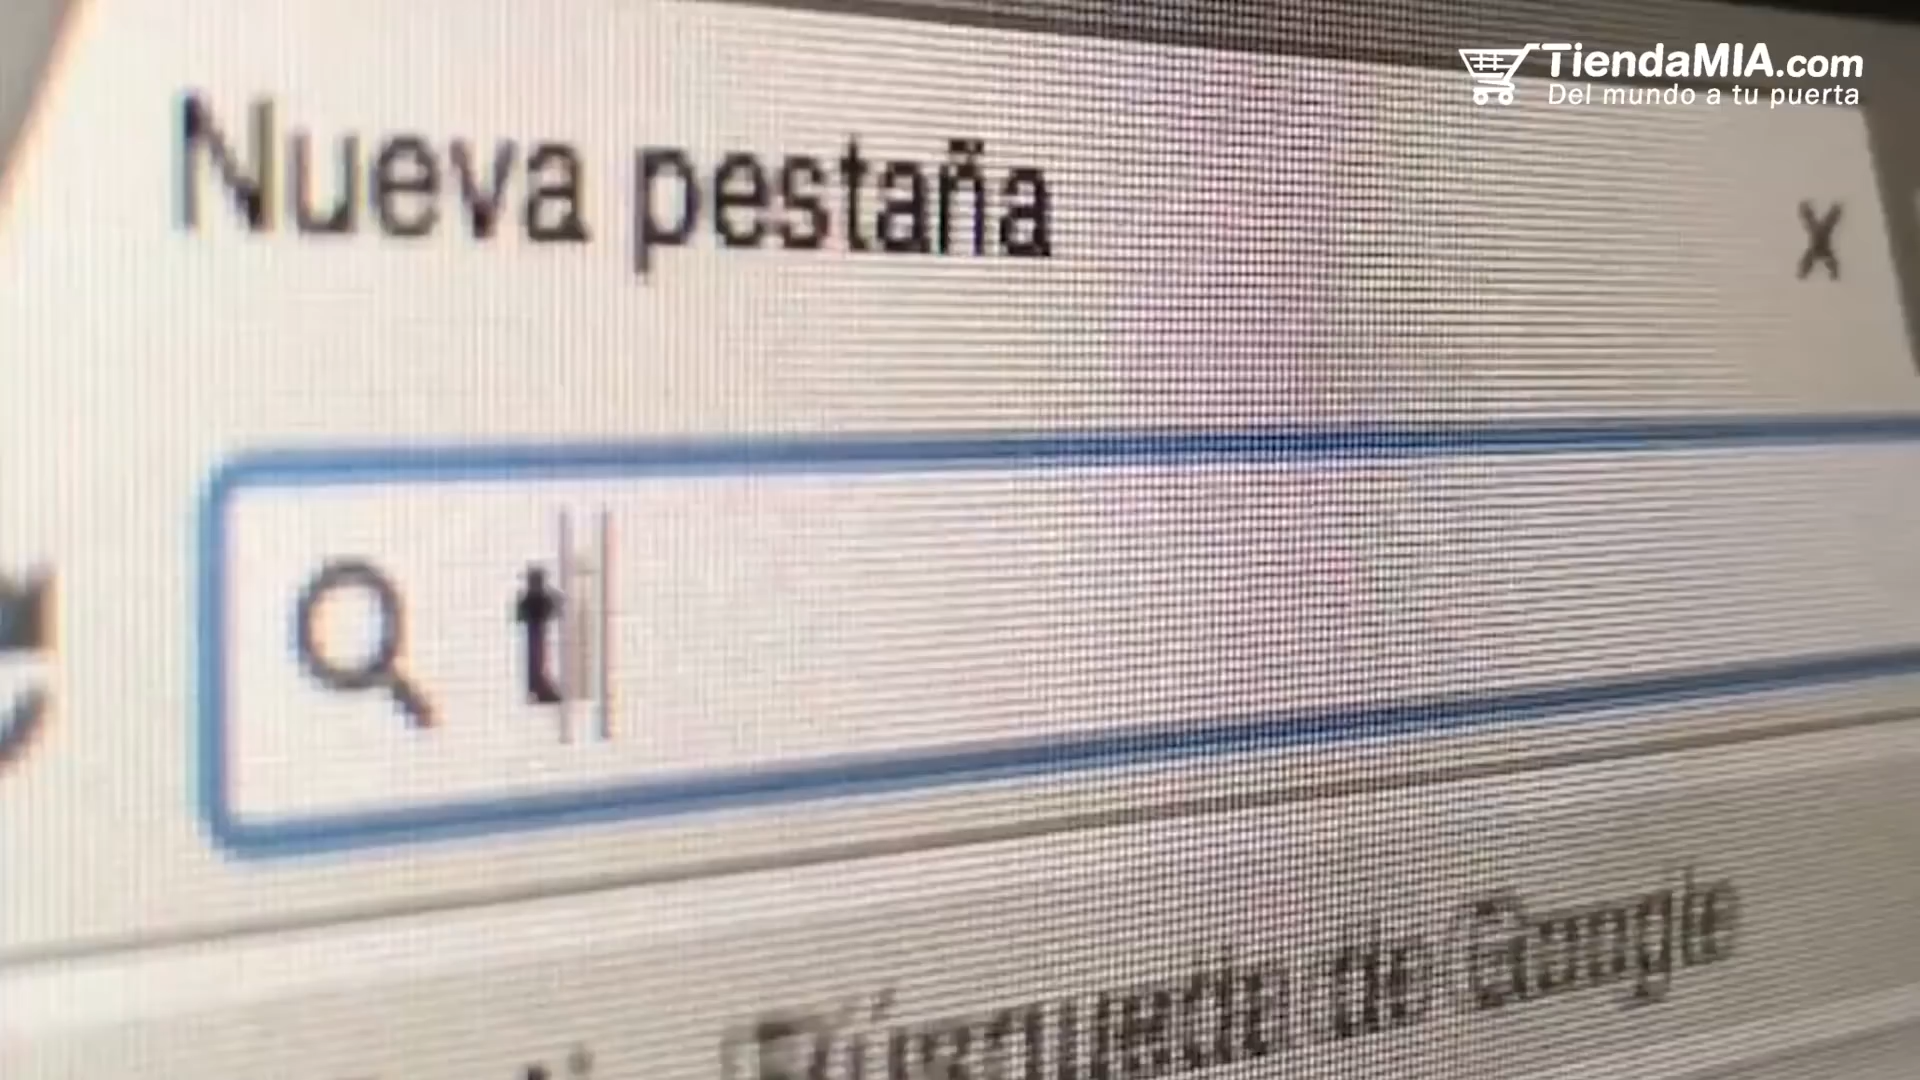 TiendaMIA.com
Del mundo a tu puerta
Nueva pestaña
x
t
Búsqueda de Google